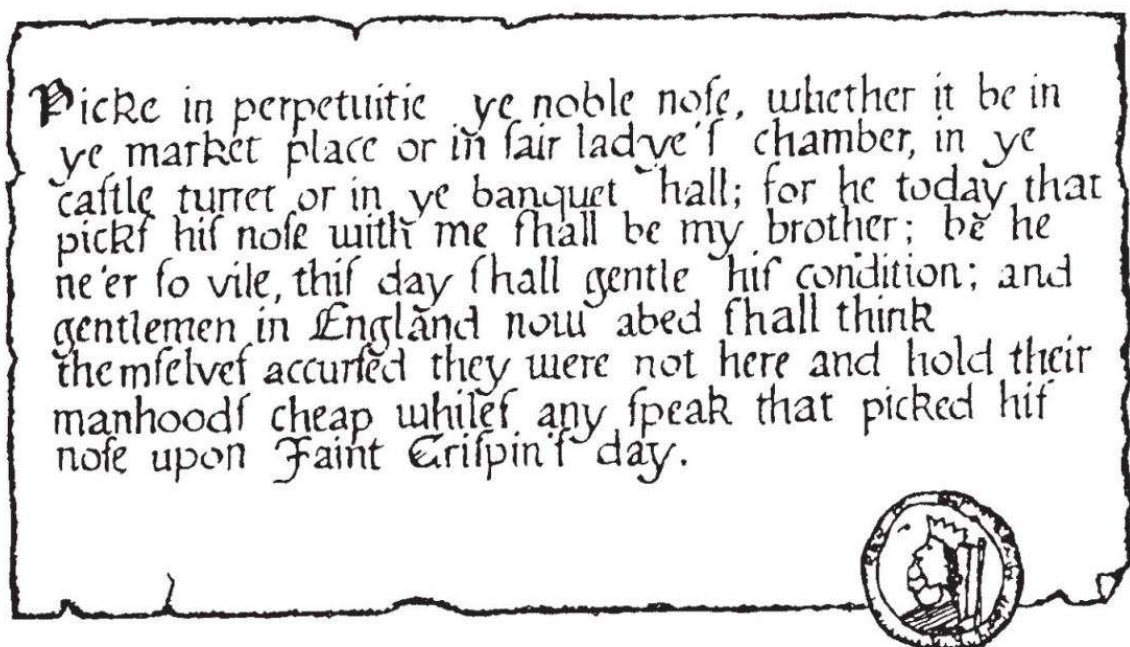 Picke in perpetuitie ye noble noſe, whether it be in
ye market place or in fair ladye'ſ chamber, in ye
caſtle turret or in ye banquet hall; for he today that
pickſ hiſ noſe with me ſhall be my brother; be he
ne'er ſo vile, thiſ day ſhall gentle hiſ condition; and
gentlemen in England now abed ſhall think
themſelveſ accurſed they were not here and hold their
manhoodſ cheap whileſ any ſpeak that picked hiſ
noſe upon Saint Criſpin'ſ day.